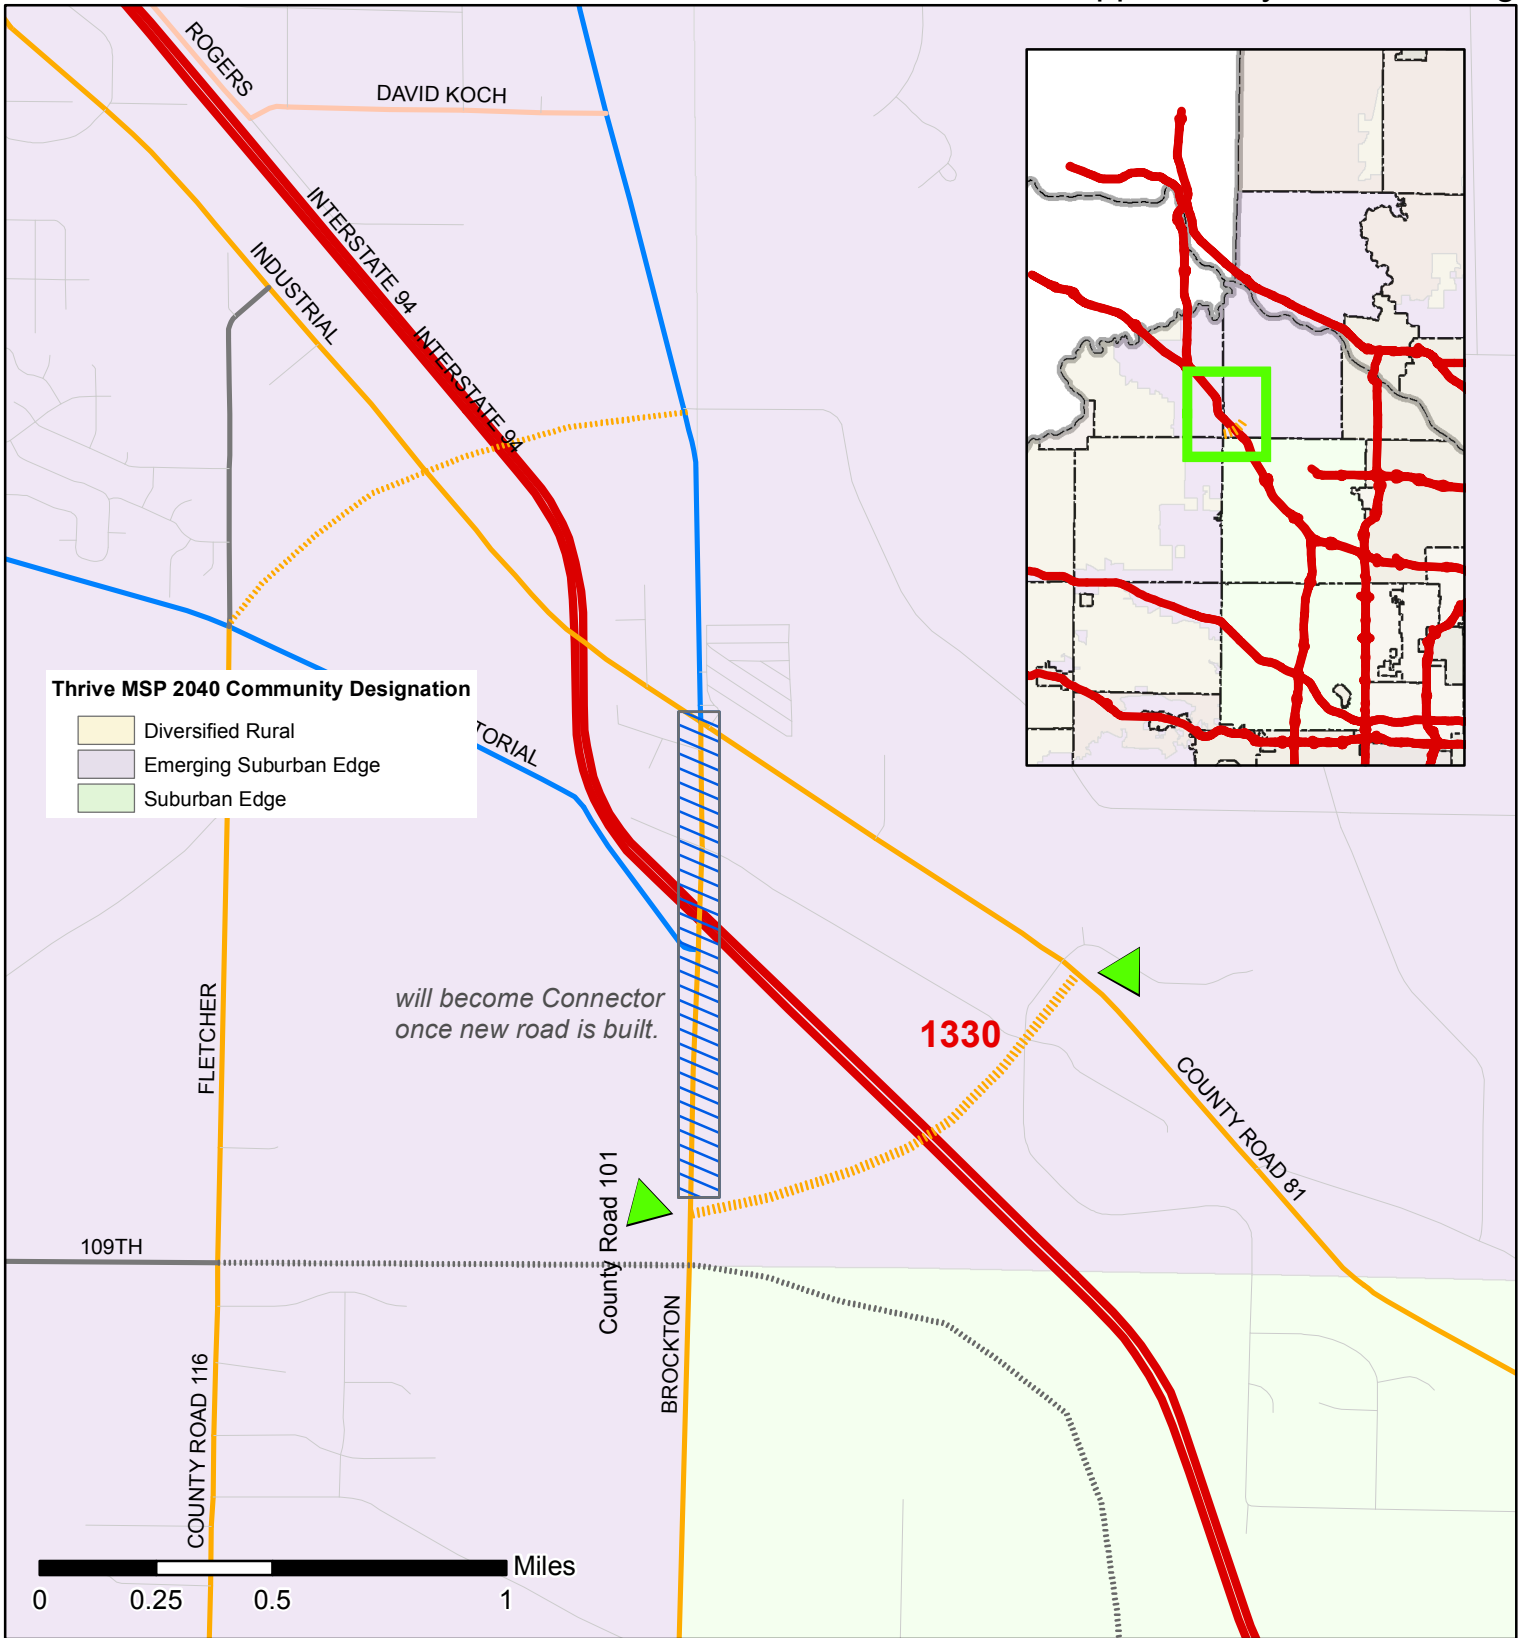 ROGERS
DAVID KOCH
INTERSTATE 94
INTERSTATE 94
INDUSTRIAL
Thrive MSP 2040 Community Designation
Diversified Rural
Emerging Suburban Edge
Suburban Edge
TORIAL
will become Connector
once new road is built.
1330
FLETCHER
COUNTY ROAD 81
County Road 101
109TH
BROCKTON
COUNTY ROAD 116
Miles
0 0.25 0.5 1